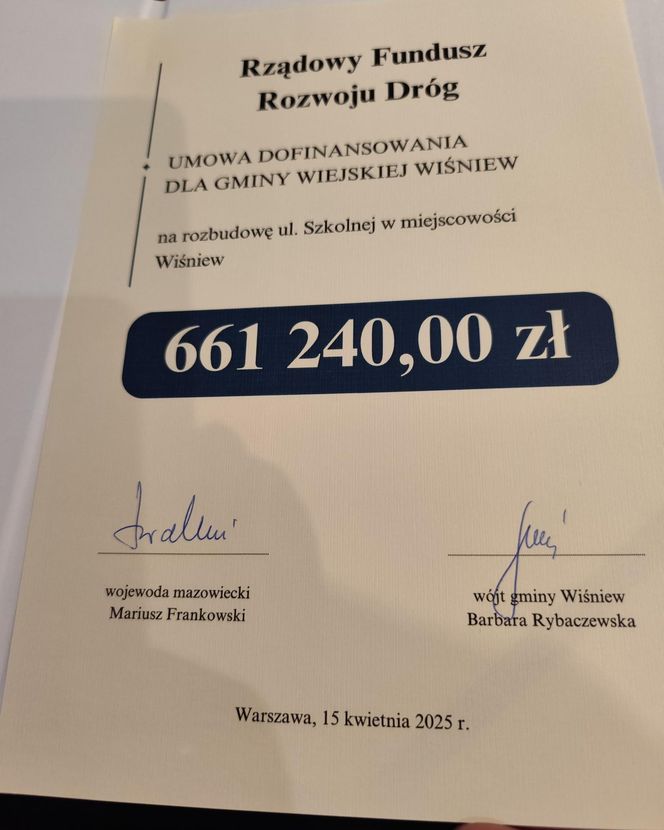 Rządowy Fundusz
Rozwoju Dróg
UMOWA DOFINANSOWANIA
DLA GMINY WIEJSKIEJ WIŚNIEW
na rozbudowę ul. Szkolnej w miejscowości
Wiśniew
661 240,00 zł
wojewoda mazowiecki
Mariusz Frankowski
wójt gminy Wiśniew
Barbara Rybaczewska
Warszawa, 15 kwietnia 2025 r.